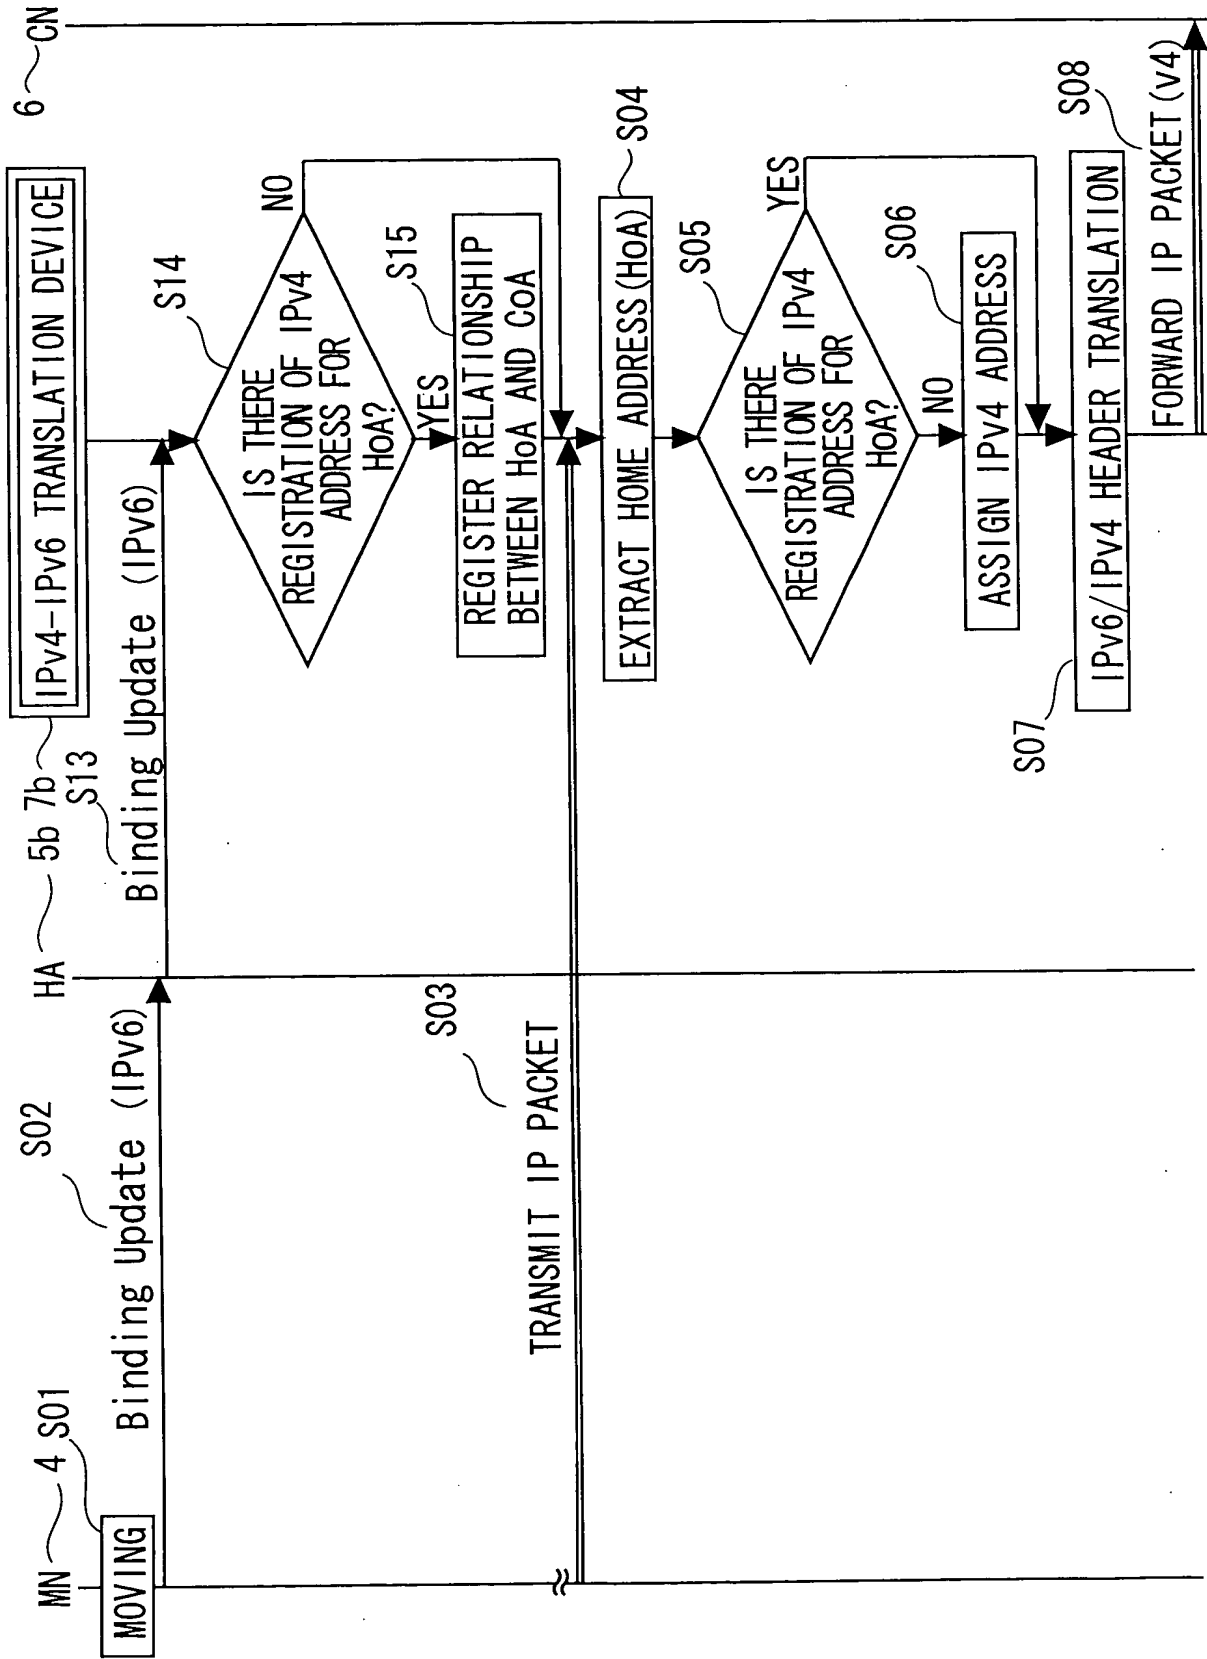 MN 4
HA 5b
7b
IPv4-IPv6 TRANSLATION DEVICE
6 CN
S01
MOVING
S02
Binding Update (IPv6)
S13
Binding Update (IPv6)
S14
IS THERE
REGISTRATION OF IPv4
ADDRESS FOR
HoA?
NO
YES
S15
REGISTER RELATIONSHIP
BETWEEN HoA AND CoA
S03
TRANSMIT IP PACKET
S04
EXTRACT HOME ADDRESS(HoA)
S05
IS THERE
REGISTRATION OF IPv4
ADDRESS FOR
HoA?
YES
NO
S06
ASSIGN IPv4 ADDRESS
S07
IPv6/IPv4 HEADER TRANSLATION
S08
FORWARD IP PACKET(v4)